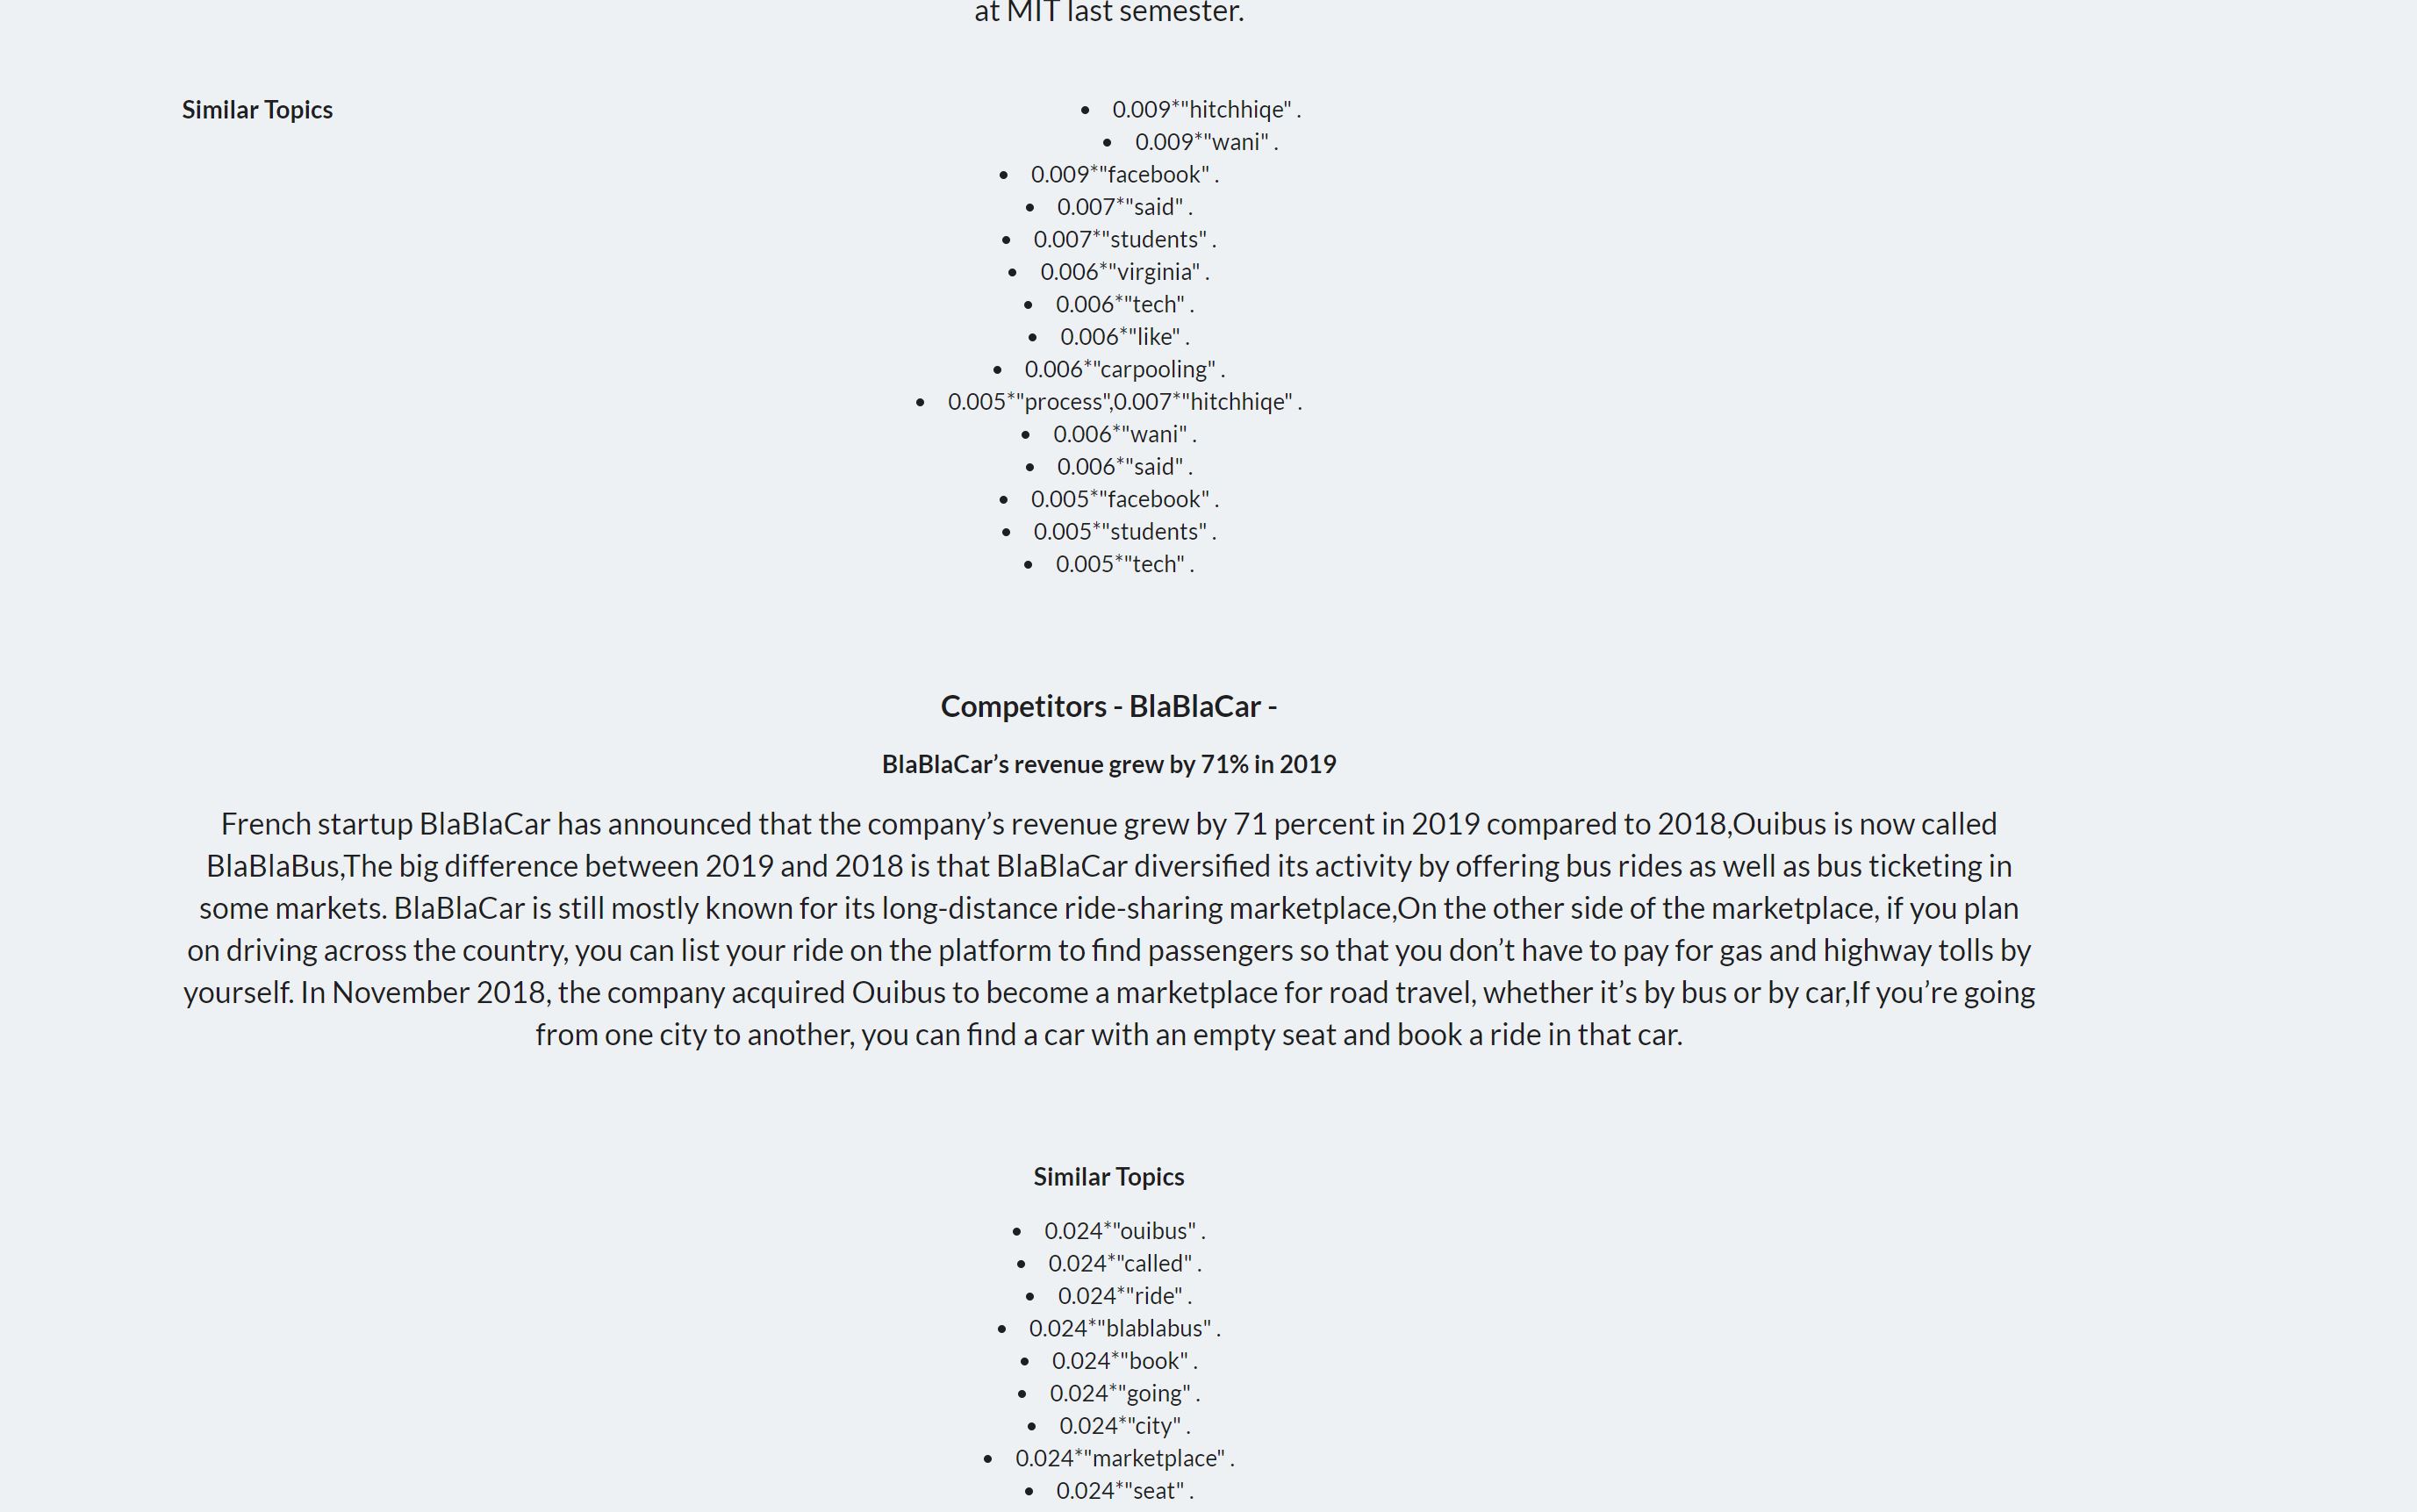 at MIT last semester.
Similar Topics
• 0.009*"hitchhiqe" .
• 0.009*"wani" .
• 0.009*"facebook" .
• 0.007*"said" .
• 0.007*"students" .
• 0.006*"virginia" .
• 0.006*"tech" .
• 0.006*"like" .
• 0.006*"carpooling" .
• 0.005*"process",0.007*"hitchhiqe" .
• 0.006*"wani" .
• 0.006*"said" .
• 0.005*"facebook" .
• 0.005*"students" .
• 0.005*"tech" .
Competitors - BlaBlaCar -
BlaBlaCar’s revenue grew by 71% in 2019
French startup BlaBlaCar has announced that the company’s revenue grew by 71 percent in 2019 compared to 2018,Ouibus is now called
BlaBlaBus,The big difference between 2019 and 2018 is that BlaBlaCar diversified its activity by offering bus rides as well as bus ticketing in
some markets. BlaBlaCar is still mostly known for its long-distance ride-sharing marketplace,On the other side of the marketplace, if you plan
on driving across the country, you can list your ride on the platform to find passengers so that you don’t have to pay for gas and highway tolls by
yourself. In November 2018, the company acquired Ouibus to become a marketplace for road travel, whether it’s by bus or by car,If you’re going
from one city to another, you can find a car with an empty seat and book a ride in that car.
Similar Topics
• 0.024*"ouibus" .
• 0.024*"called" .
• 0.024*"ride" .
• 0.024*"blablabus" .
• 0.024*"book" .
• 0.024*"going" .
• 0.024*"city" .
• 0.024*"marketplace" .
• 0.024*"seat" .